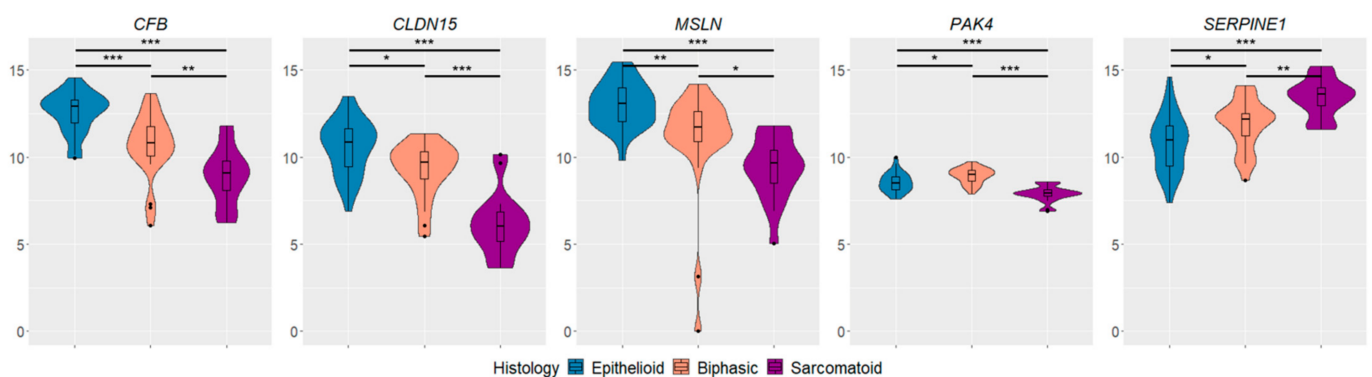 CFB CLDN15 MSLN PAK4 SERPINE1
*** *** *** *** ***
*** * ** * *
** *** * *** **
15 15 15 15 15
10 10 10 10 10
5 5 5 5 5
0 0 0 0 0
Histology Epithelioid Biphasic Sarcomatoid